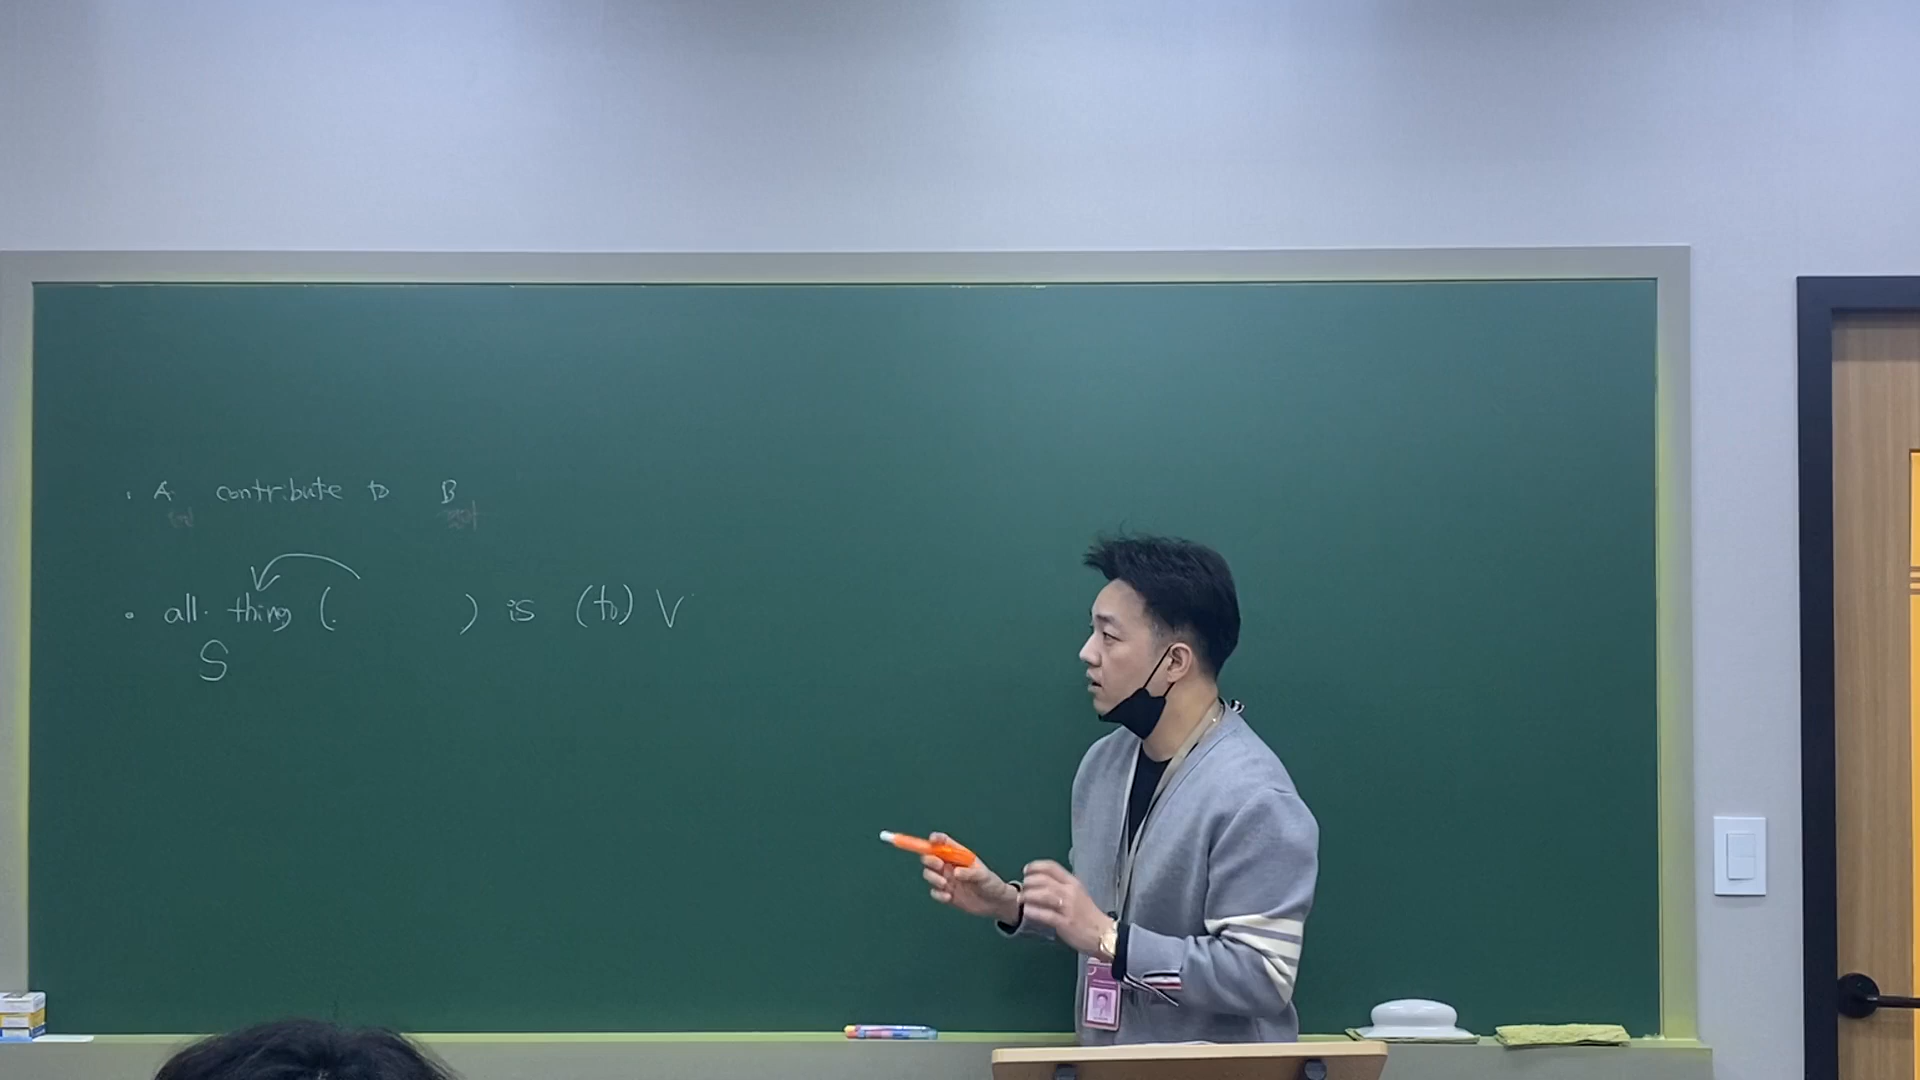 · A contribute to B
· all thing ( ) is (to) V
S